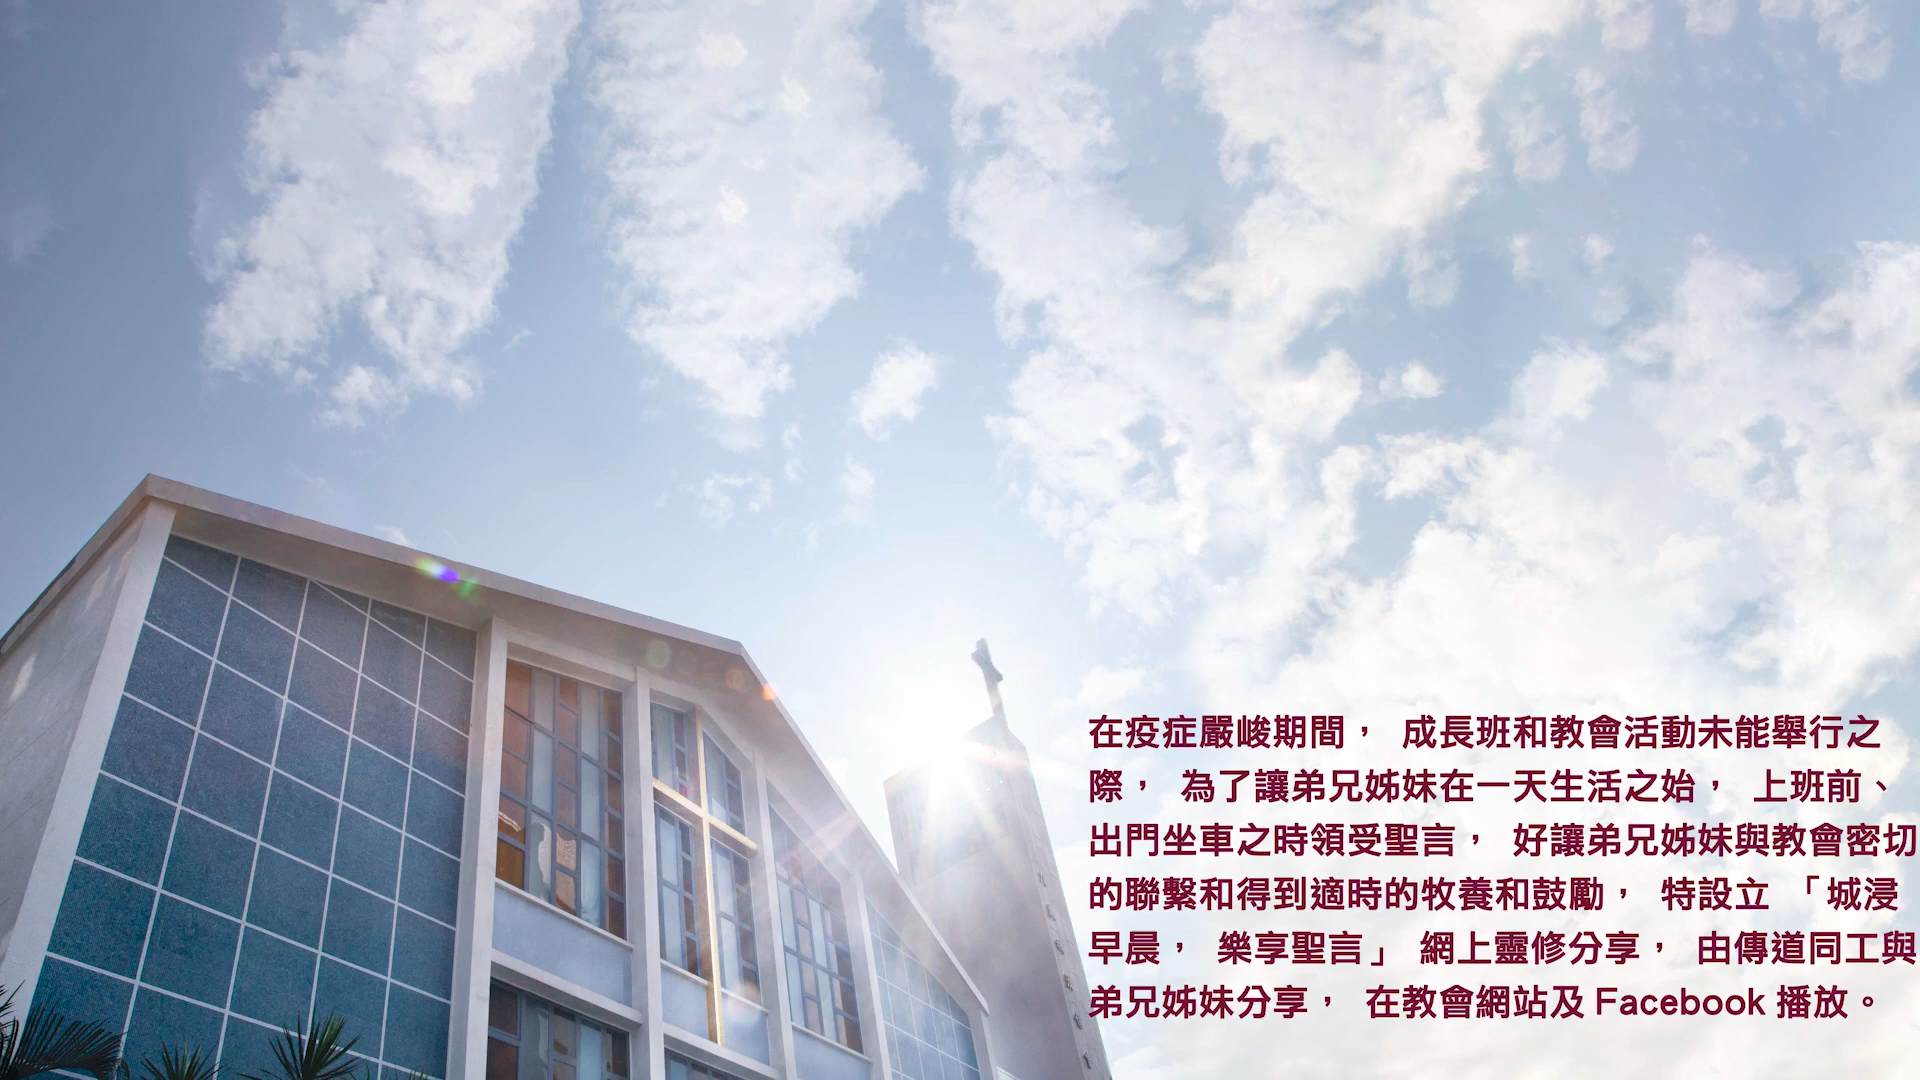 在疫症嚴峻期間， 成長班和教會活動未能舉行之
際， 為了讓弟兄姊妹在一天生活之始， 上班前、
出門坐車之時領受聖言， 好讓弟兄姊妹與教會密切
的聯繫和得到適時的牧養和鼓勵， 特設立 「城浸
早晨， 樂享聖言」 網上靈修分享， 由傳道同工與
弟兄姊妹分享， 在教會網站及 Facebook 播放。